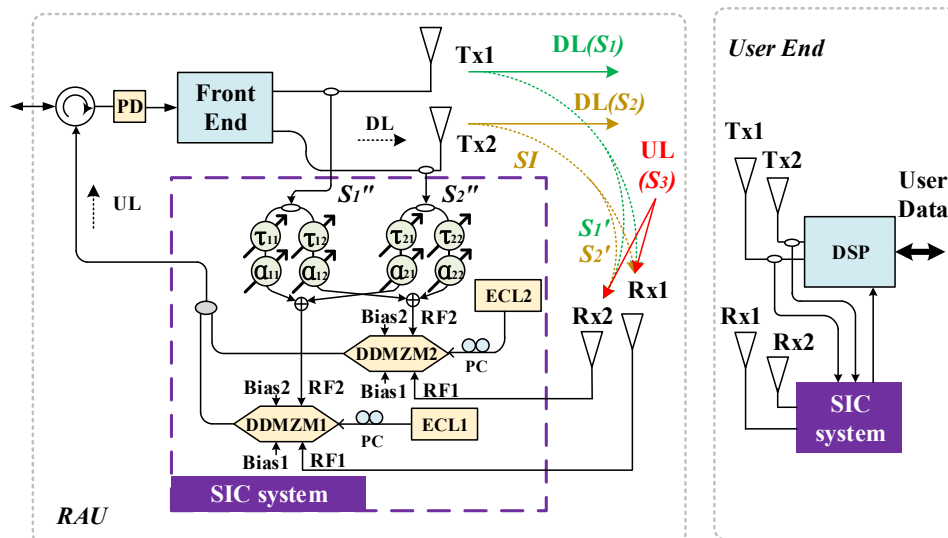 Tx1
DL(S1)
User End
PD
Front
End
DL
Tx2
DL(S2)
SI
UL
(S3)
UL
S1''
S2''
S1'
S2'
τ11
τ12
τ21
τ22
α11
α12
α21
α22
Rx1
Rx2
ECL2
Bias2
RF2
DDMZM2
PC
Bias1
RF1
Bias2
RF2
DDMZM1
PC
ECL1
Bias1
RF1
SIC system
RAU
Tx1
Tx2
User
Data
DSP
Rx1
Rx2
SIC
system